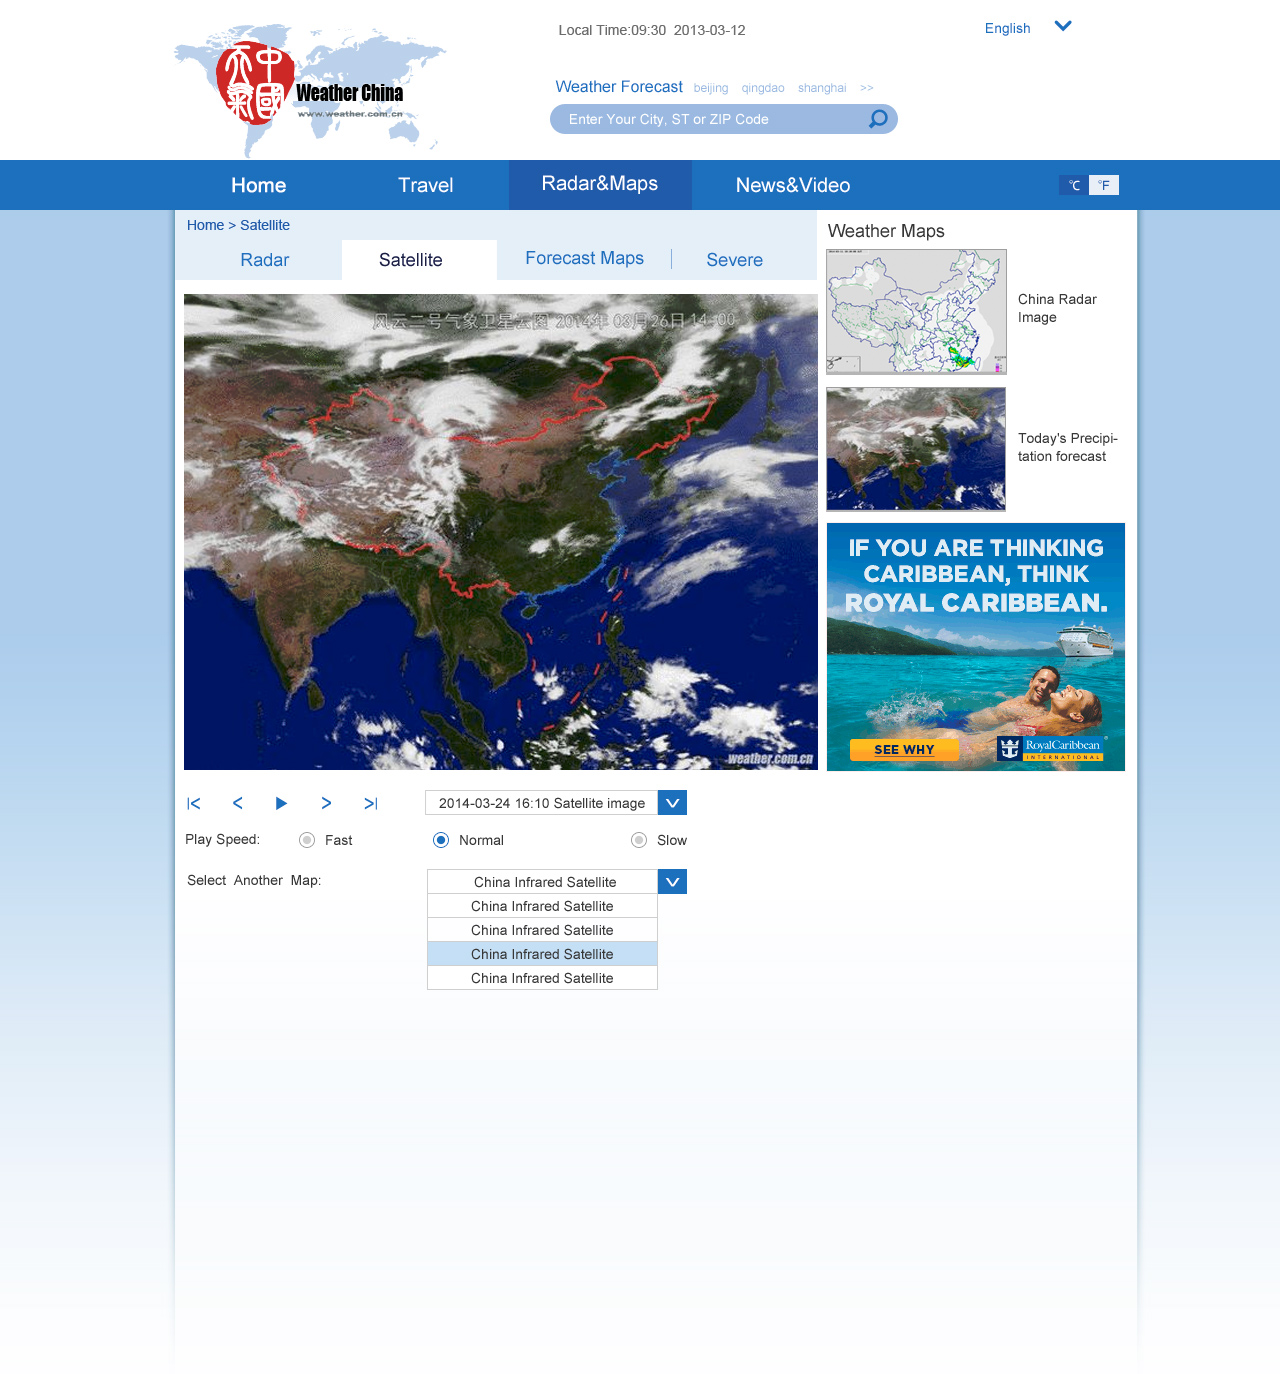 Local Time:09:30 2013-03-12
English
中国天气
Weather China
www.weather.com.cn
Weather Forecast beijing qingdao shanghai >>
Enter Your City, ST or ZIP Code
Home Travel Radar&Maps News&Video °C °F
Home > Satellite
Radar Satellite Forecast Maps Severe
风云二号气象卫星云图 2014年 03月26日14:00
weather.com.cn
Weather Maps
China Radar
Image
Today's Precipi-
tation forecast
IF YOU ARE THINKING
CARIBBEAN, THINK
ROYAL CARIBBEAN.
SEE WHY
RoyalCaribbean®
INTERNATIONAL
2014-03-24 16:10 Satellite image
Play Speed: Fast Normal Slow
Select Another Map: China Infrared Satellite
China Infrared Satellite
China Infrared Satellite
China Infrared Satellite
China Infrared Satellite